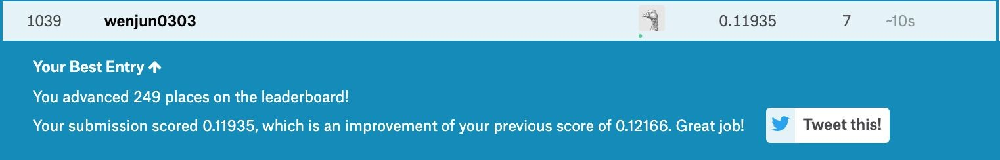 1039 wenjun0303 0.11935 7 ~10s
Your Best Entry ↑
You advanced 249 places on the leaderboard!
Your submission scored 0.11935, which is an improvement of your previous score of 0.12166. Great job! Tweet this!